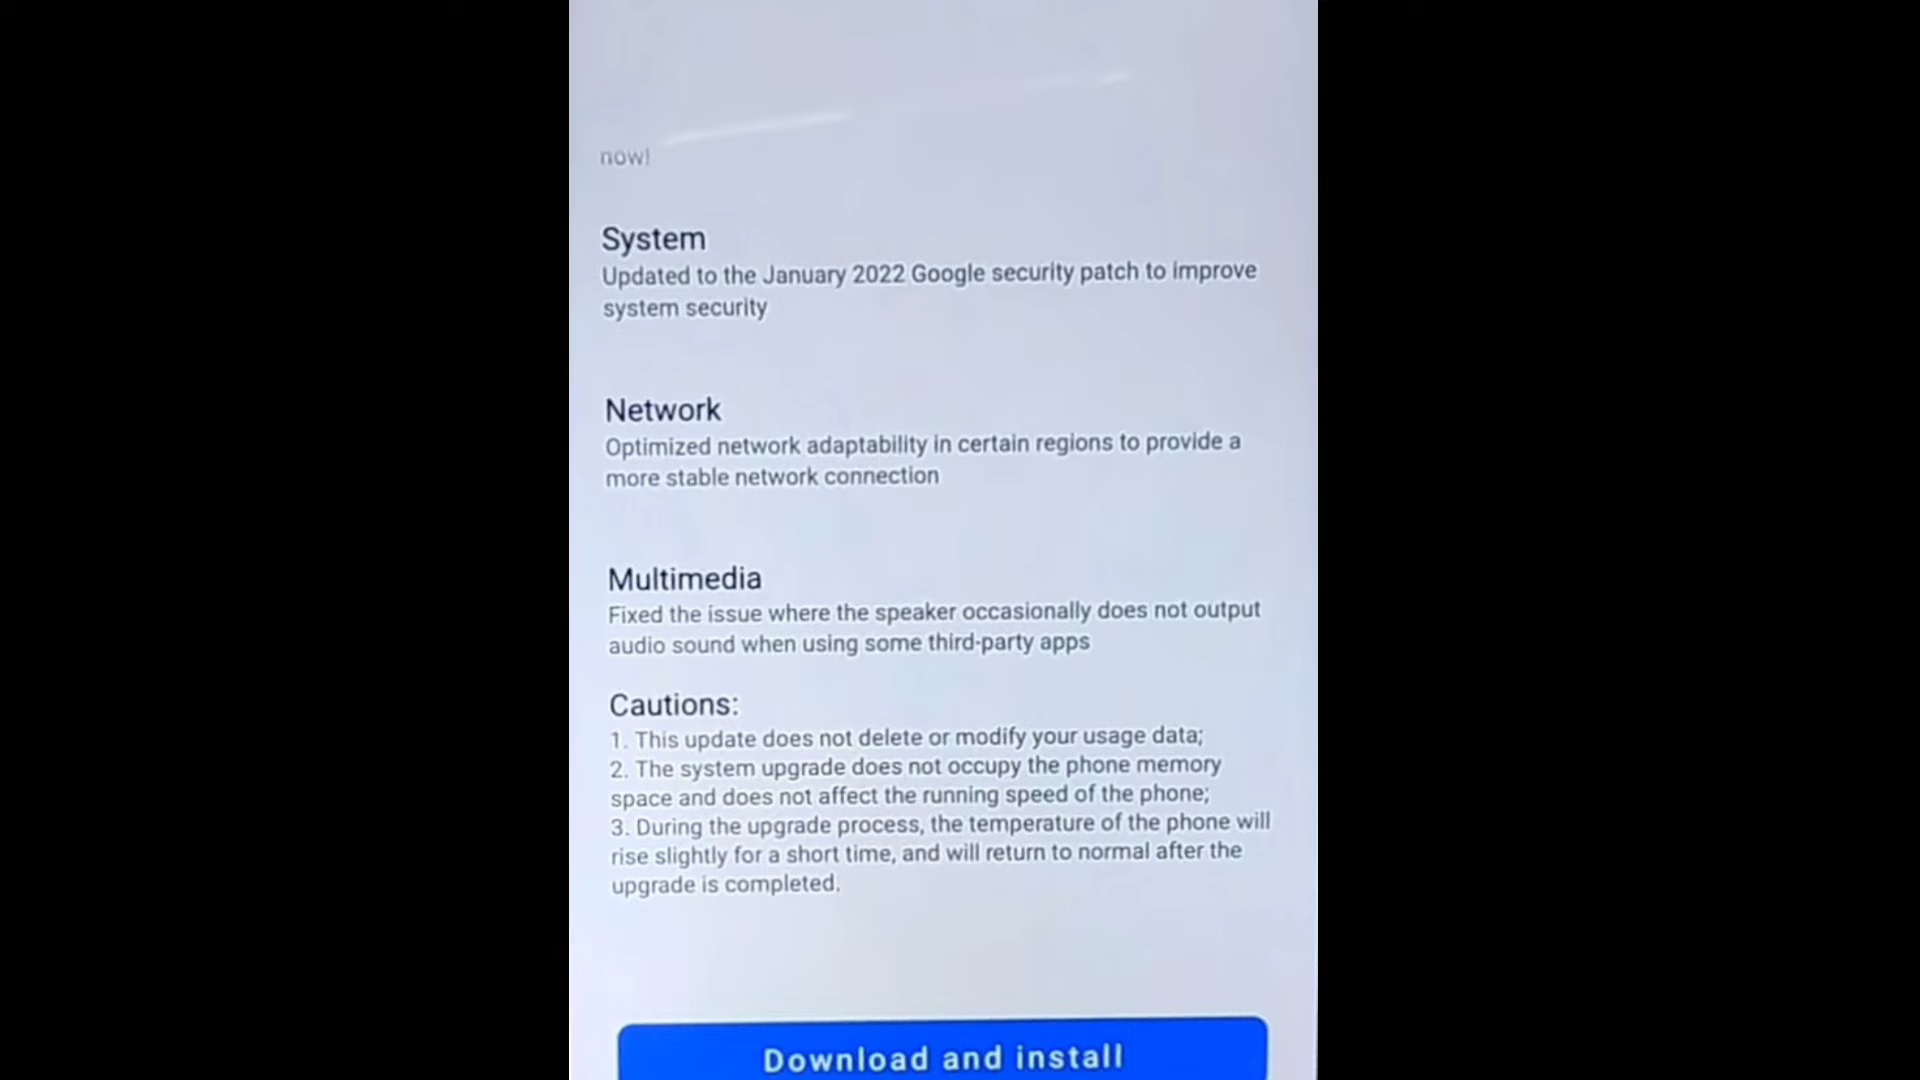 now!
System
Updated to the January 2022 Google security patch to improve
system security
Network
Optimized network adaptability in certain regions to provide a
more stable network connection
Multimedia
Fixed the issue where the speaker occasionally does not output
audio sound when using some third-party apps
Cautions:
1. This update does not delete or modify your usage data;
2. The system upgrade does not occupy the phone memory
space and does not affect the running speed of the phone;
3. During the upgrade process, the temperature of the phone will
rise slightly for a short time, and will return to normal after the
upgrade is completed.
Download and install